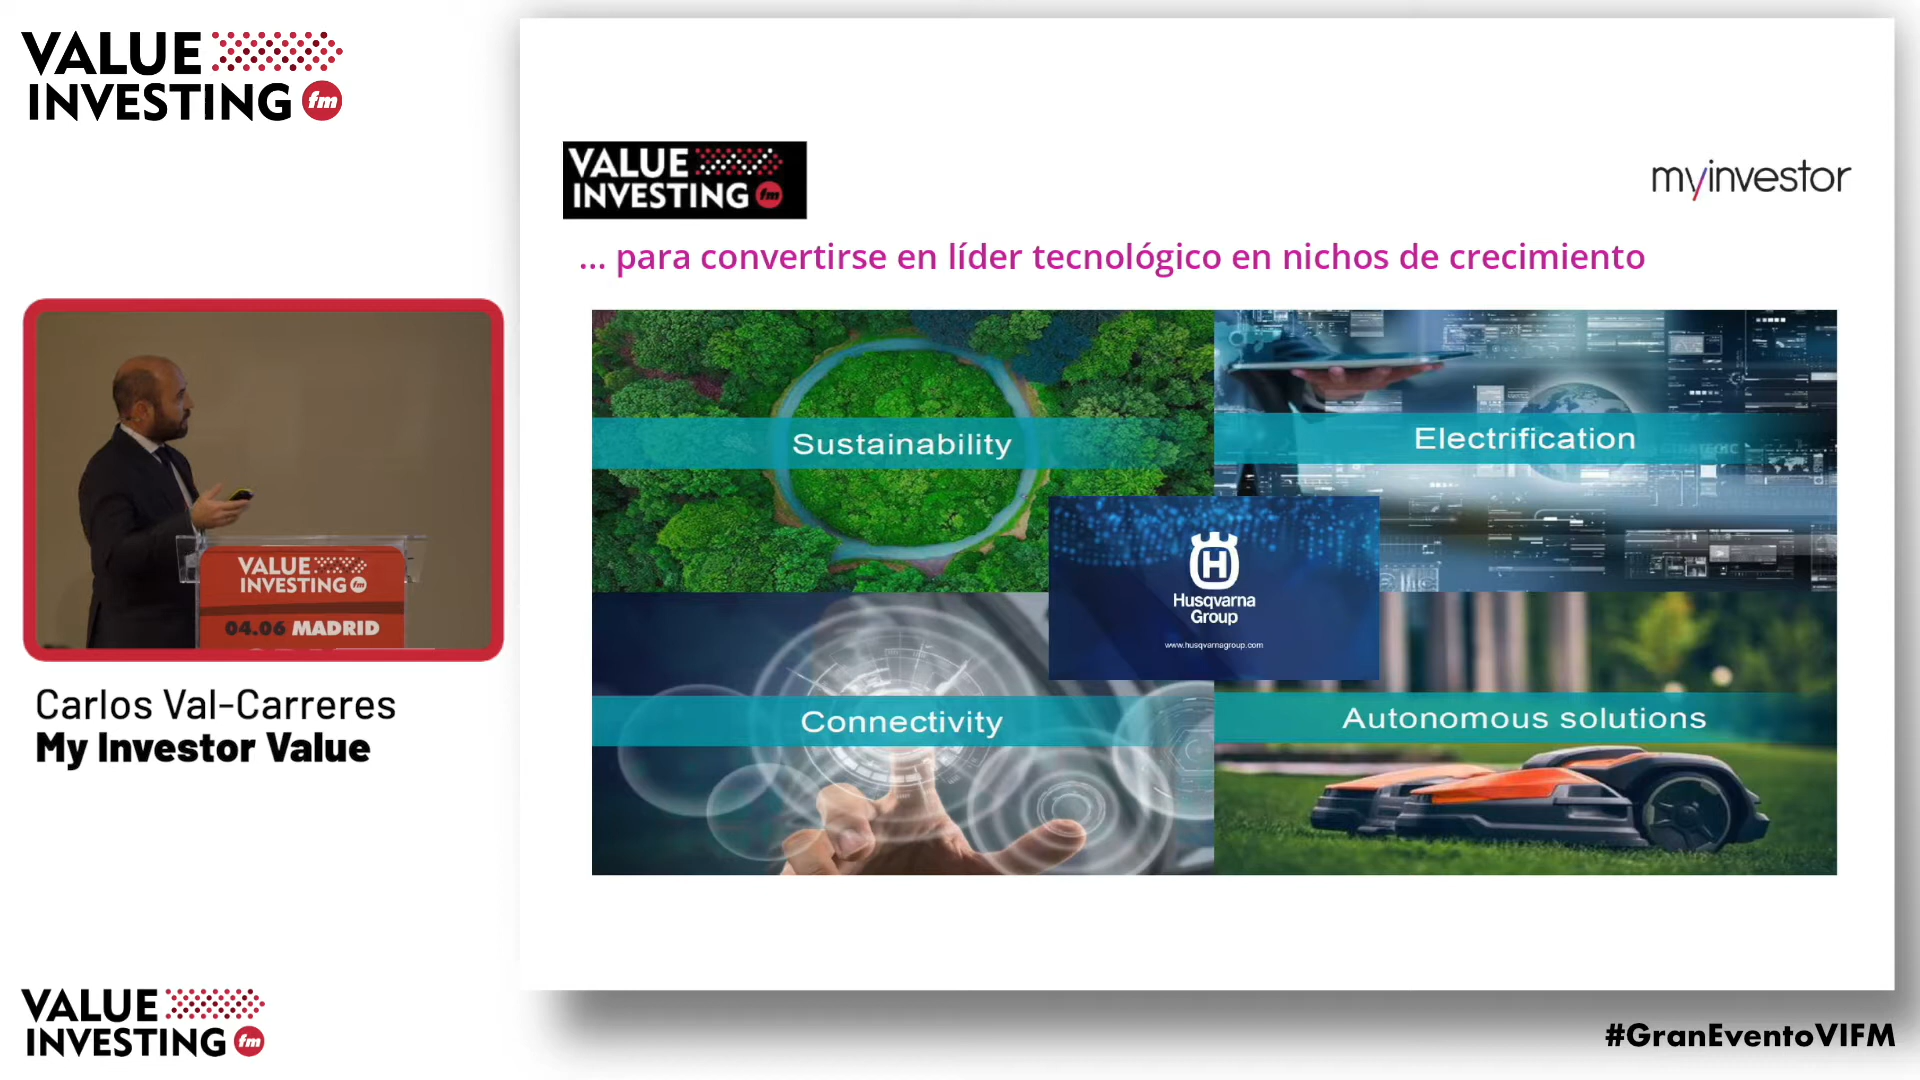 VALUE
INVESTING fm
VALUE
INVESTING fm
myinvestor
... para convertirse en líder tecnológico en nichos de crecimiento
Sustainability
Electrification
H
Husqvarna
Group
www.husqvarnagroup.com
Connectivity
Autonomous solutions
VALUE
INVESTING fm
04.06 MADRID
Carlos Val-Carreres
My Investor Value
VALUE
INVESTING fm
#GranEventoVIFM